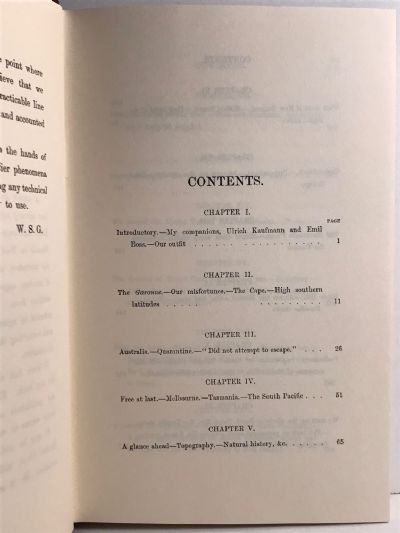 point where
ieve that we
racticable line
and accounted
the hands of
ier phenomena
ng any technical
to use.
W. S. G.
CONTENTS.
CHAPTER I.
PAGE
Introductory.—My companions, Ulrich Kaufmann and Emil
Boss.—Our outfit . . . . . . . . . . . . . . . . . 1
CHAPTER II.
The Garonne.—Our misfortunes.—The Cape.—High southern
latitudes . . . . . . . . . . . . . . 11
CHAPTER III.
Australia.—Quarantine.—"Did not attempt to escape." . . . 26
CHAPTER IV.
Free at last.—Melbourne.—Tasmania.—The South Pacific . . . 51
CHAPTER V.
A glance ahead—Topography.—Natural history, &c. . . . . . 65